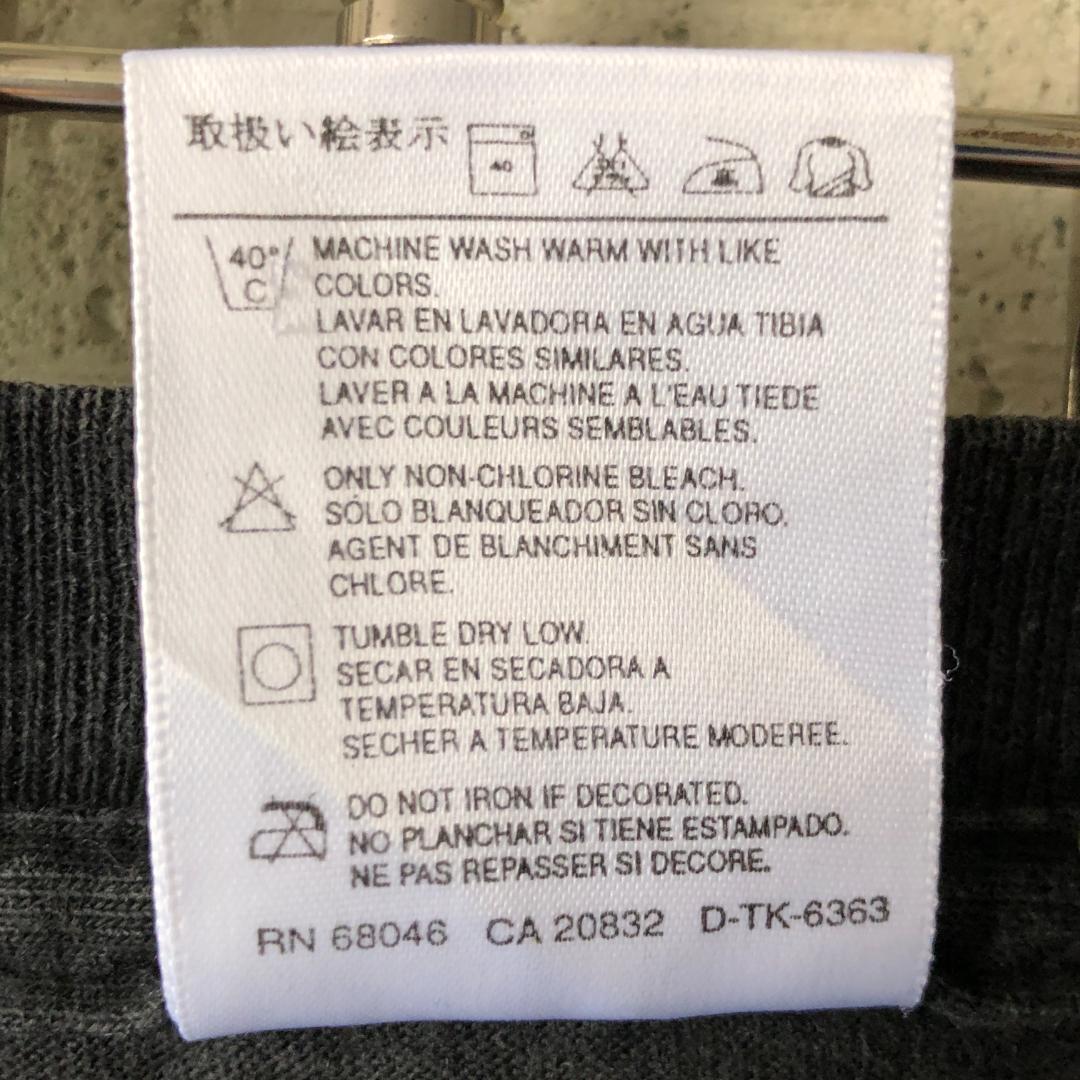 取扱い絵表示
40
40°
C
MACHINE WASH WARM WITH LIKE
COLORS.
LAVAR EN LAVADORA EN AGUA TIBIA
CON COLORES SIMILARES.
LAVER A LA MACHINE A L'EAU TIEDE
AVEC COULEURS SEMBLABLES.
ONLY NON-CHLORINE BLEACH.
SÓLO BLANQUEADOR SIN CLORO.
AGENT DE BLANCHIMENT SANS
CHLORE.
TUMBLE DRY LOW.
SECAR EN SECADORA A
TEMPERATURA BAJA.
SECHER A TEMPERATURE MODEREE.
DO NOT IRON IF DECORATED.
NO PLANCHAR SI TIENE ESTAMPADO.
NE PAS REPASSER SI DECORE.
RN 68046 CA 20832 D-TK-6363